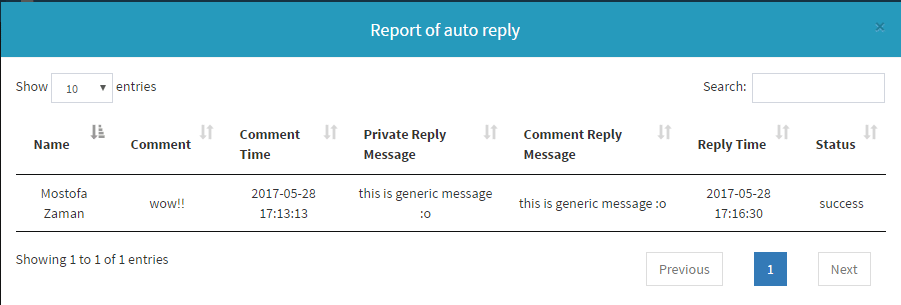 Report of auto reply ×
Show 10 entries Search:
Name Comment Comment Time Private Reply Message Comment Reply Message Reply Time Status
Mostofa Zaman wow!! 2017-05-28 17:13:13 this is generic message :o this is generic message :o 2017-05-28 17:16:30 success
Showing 1 to 1 of 1 entries Previous 1 Next